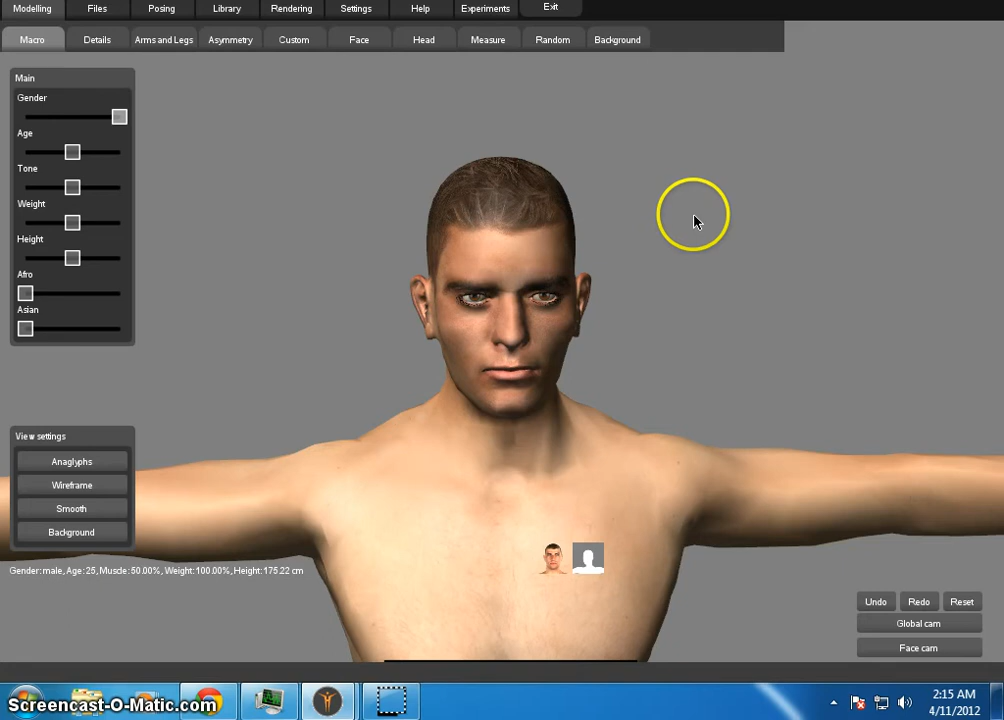 Modelling Files Posing Library Rendering Settings Help Experiments Exit
Macro Details Arms and Legs Asymmetry Custom Face Head Measure Random Background
Main
Gender
Age
Tone
Weight
Height
Afro
Asian
View settings
Anaglyphs
Wireframe
Smooth
Background
Gender: male, Age: 25, Muscle: 50.00%, Weight: 100.00%, Height: 175.22 cm
Undo Redo Reset
Global cam
Face cam
Screencast-O-Matic.com
2:15 AM
4/11/2012